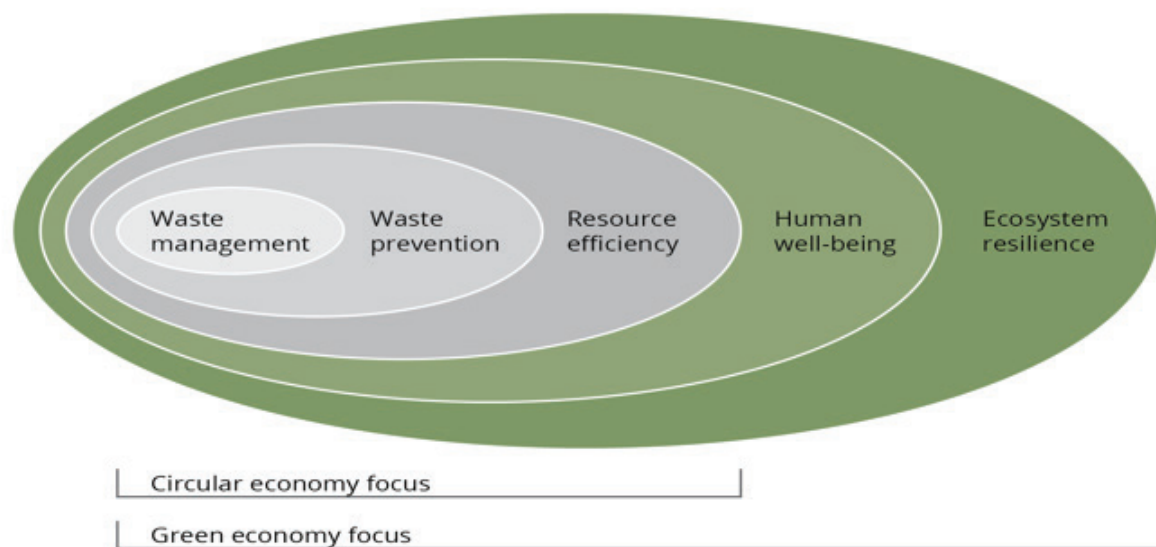 Waste
management
Waste
prevention
Resource
efficiency
Human
well-being
Ecosystem
resilience
Circular economy focus
Green economy focus